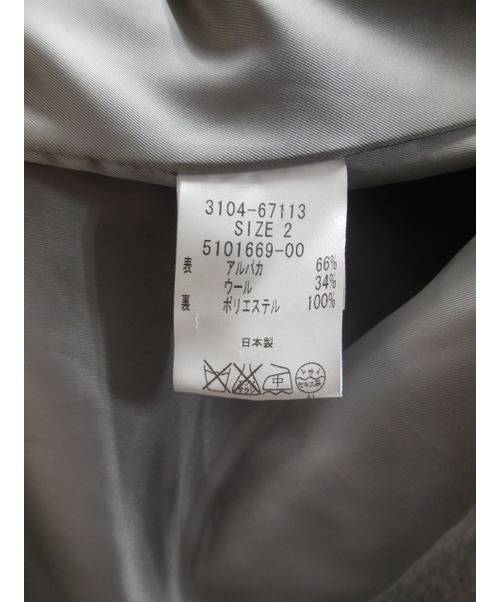 3104-67113
SIZE 2
5101669-00
表 アルパカ 66%
ウール 34%
裏 ポリエステル 100%
日本製
中
ドライ
セキユ系